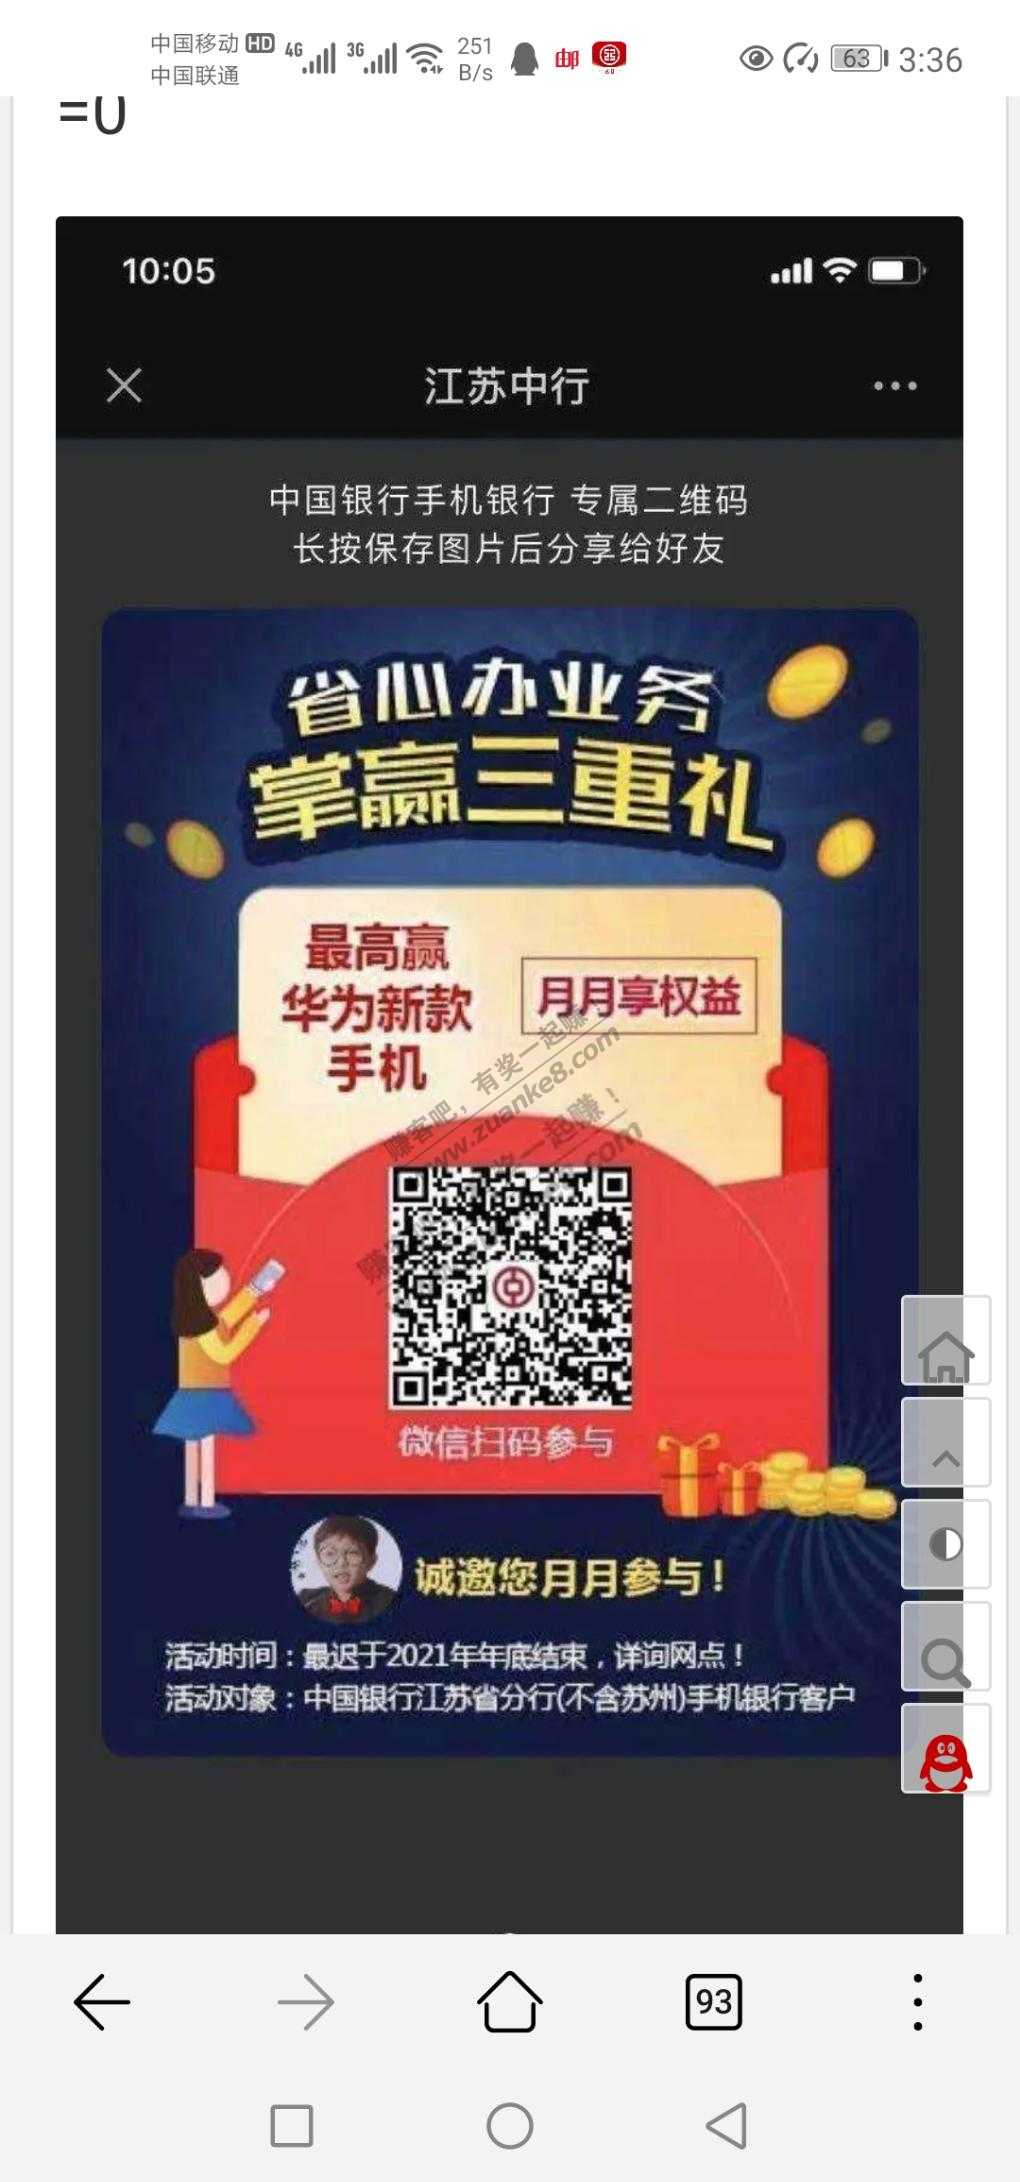 中国移动 HD 4G 3G 251 B/s 63 3:36
中国联通
=0
10:05
江苏中行
中国银行手机银行 专属二维码
长按保存图片后分享给好友
省心办业务
掌赢三重礼
最高赢
华为新款
手机
月月享权益
赚客吧，有奖一起赚！
www.zuanke8.com
微信扫码参与
诚邀您月月参与！
活动时间：最迟于2021年年底结束，详询网点！
活动对象：中国银行江苏省分行(不含苏州)手机银行客户
93